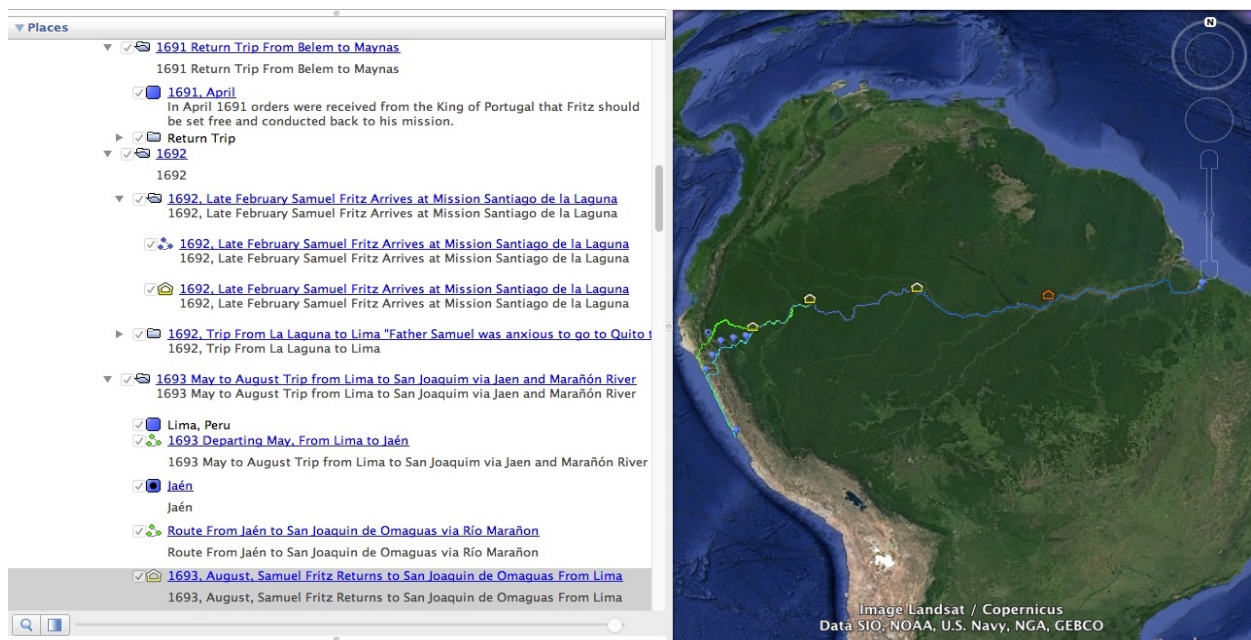 Places
1691 Return Trip From Belem to Maynas
1691 Return Trip From Belem to Maynas
1691, April
In April 1691 orders were received from the King of Portugal that Fritz should
be set free and conducted back to his mission.
Return Trip
1692
1692
1692, Late February Samuel Fritz Arrives at Mission Santiago de la Laguna
1692, Late February Samuel Fritz Arrives at Mission Santiago de la Laguna
1692, Late February Samuel Fritz Arrives at Mission Santiago de la Laguna
1692, Late February Samuel Fritz Arrives at Mission Santiago de la Laguna
1692, Late February Samuel Fritz Arrives at Mission Santiago de la Laguna
1692, Late February Samuel Fritz Arrives at Mission Santiago de la Laguna
1692, Trip From La Laguna to Lima "Father Samuel was anxious to go to Quito
1692, Trip From La Laguna to Lima
1693 May to August Trip from Lima to San Joaquim via Jaen and Marañón River
1693 May to August Trip from Lima to San Joaquim via Jaen and Marañón River
Lima, Peru
1693 Departing May, From Lima to Jaén
1693 May to August Trip from Lima to San Joaquim via Jaen and Marañón River
Jaén
Jaén
Route From Jaén to San Joaquin de Omaguas via Río Marañon
Route From Jaén to San Joaquin de Omaguas via Río Marañon
1693, August, Samuel Fritz Returns to San Joaquin de Omaguas From Lima
1693, August, Samuel Fritz Returns to San Joaquin de Omaguas From Lima
N
Image Landsat / Copernicus
Data SIO, NOAA, U.S. Navy, NGA, GEBCO